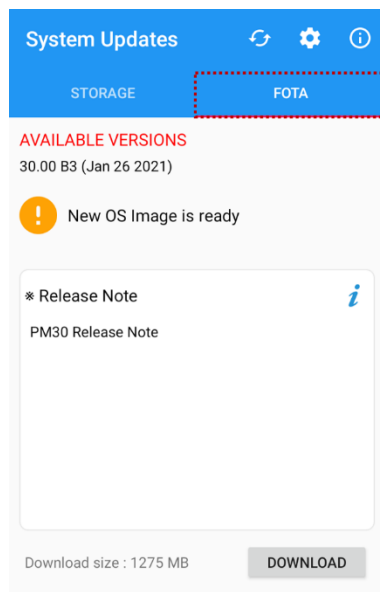 System Updates
STORAGE
FOTA
AVAILABLE VERSIONS
30.00 B3 (Jan 26 2021)
New OS Image is ready
※ Release Note
PM30 Release Note
Download size : 1275 MB
DOWNLOAD